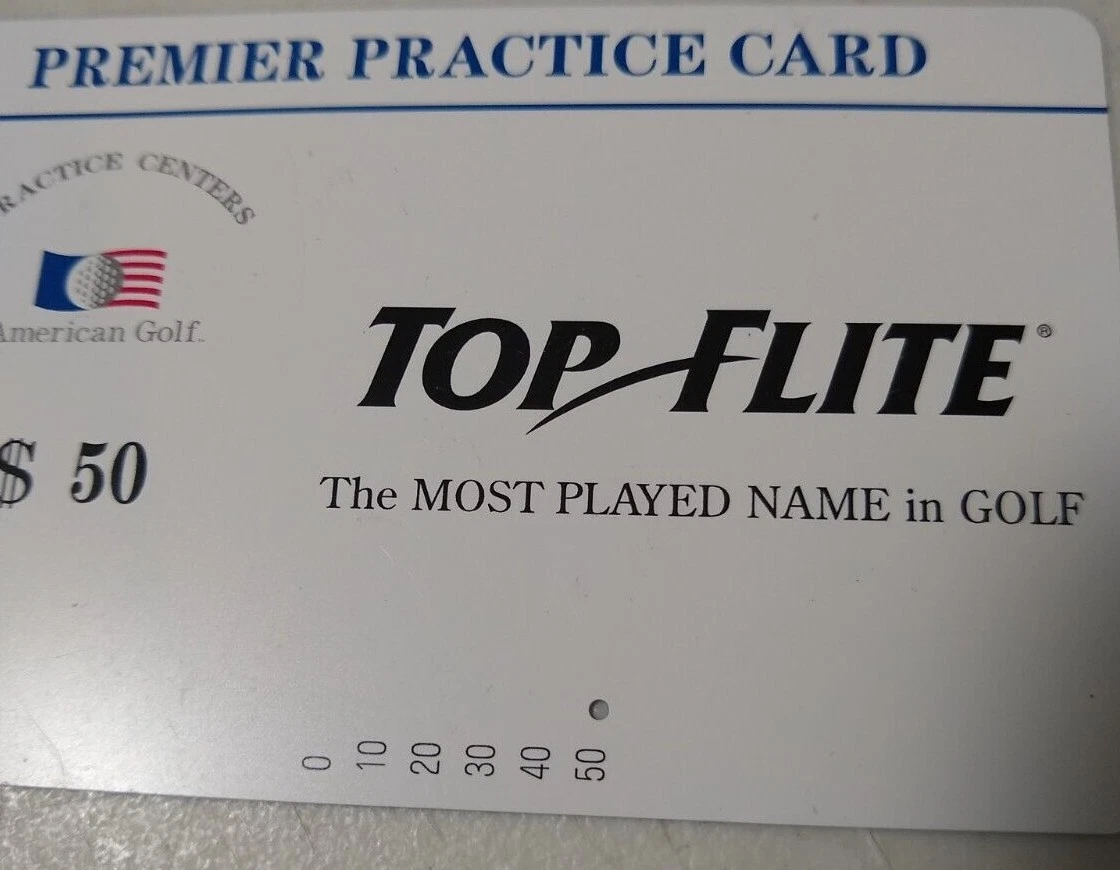 PREMIER PRACTICE CARD
RACTICE CENTERS
American Golf.
TOP FLITE®
$ 50
The MOST PLAYED NAME in GOLF
0 10 20 30 40 50